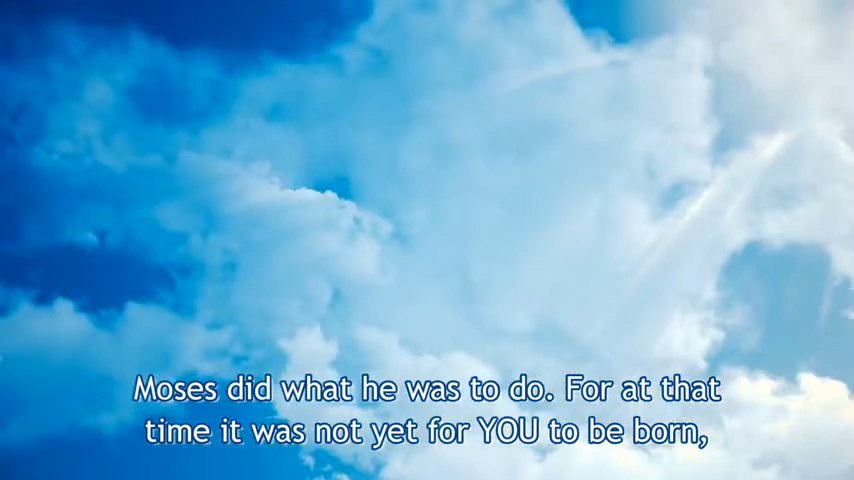 Moses did what he was to do. For at that
time it was not yet for YOU to be born,